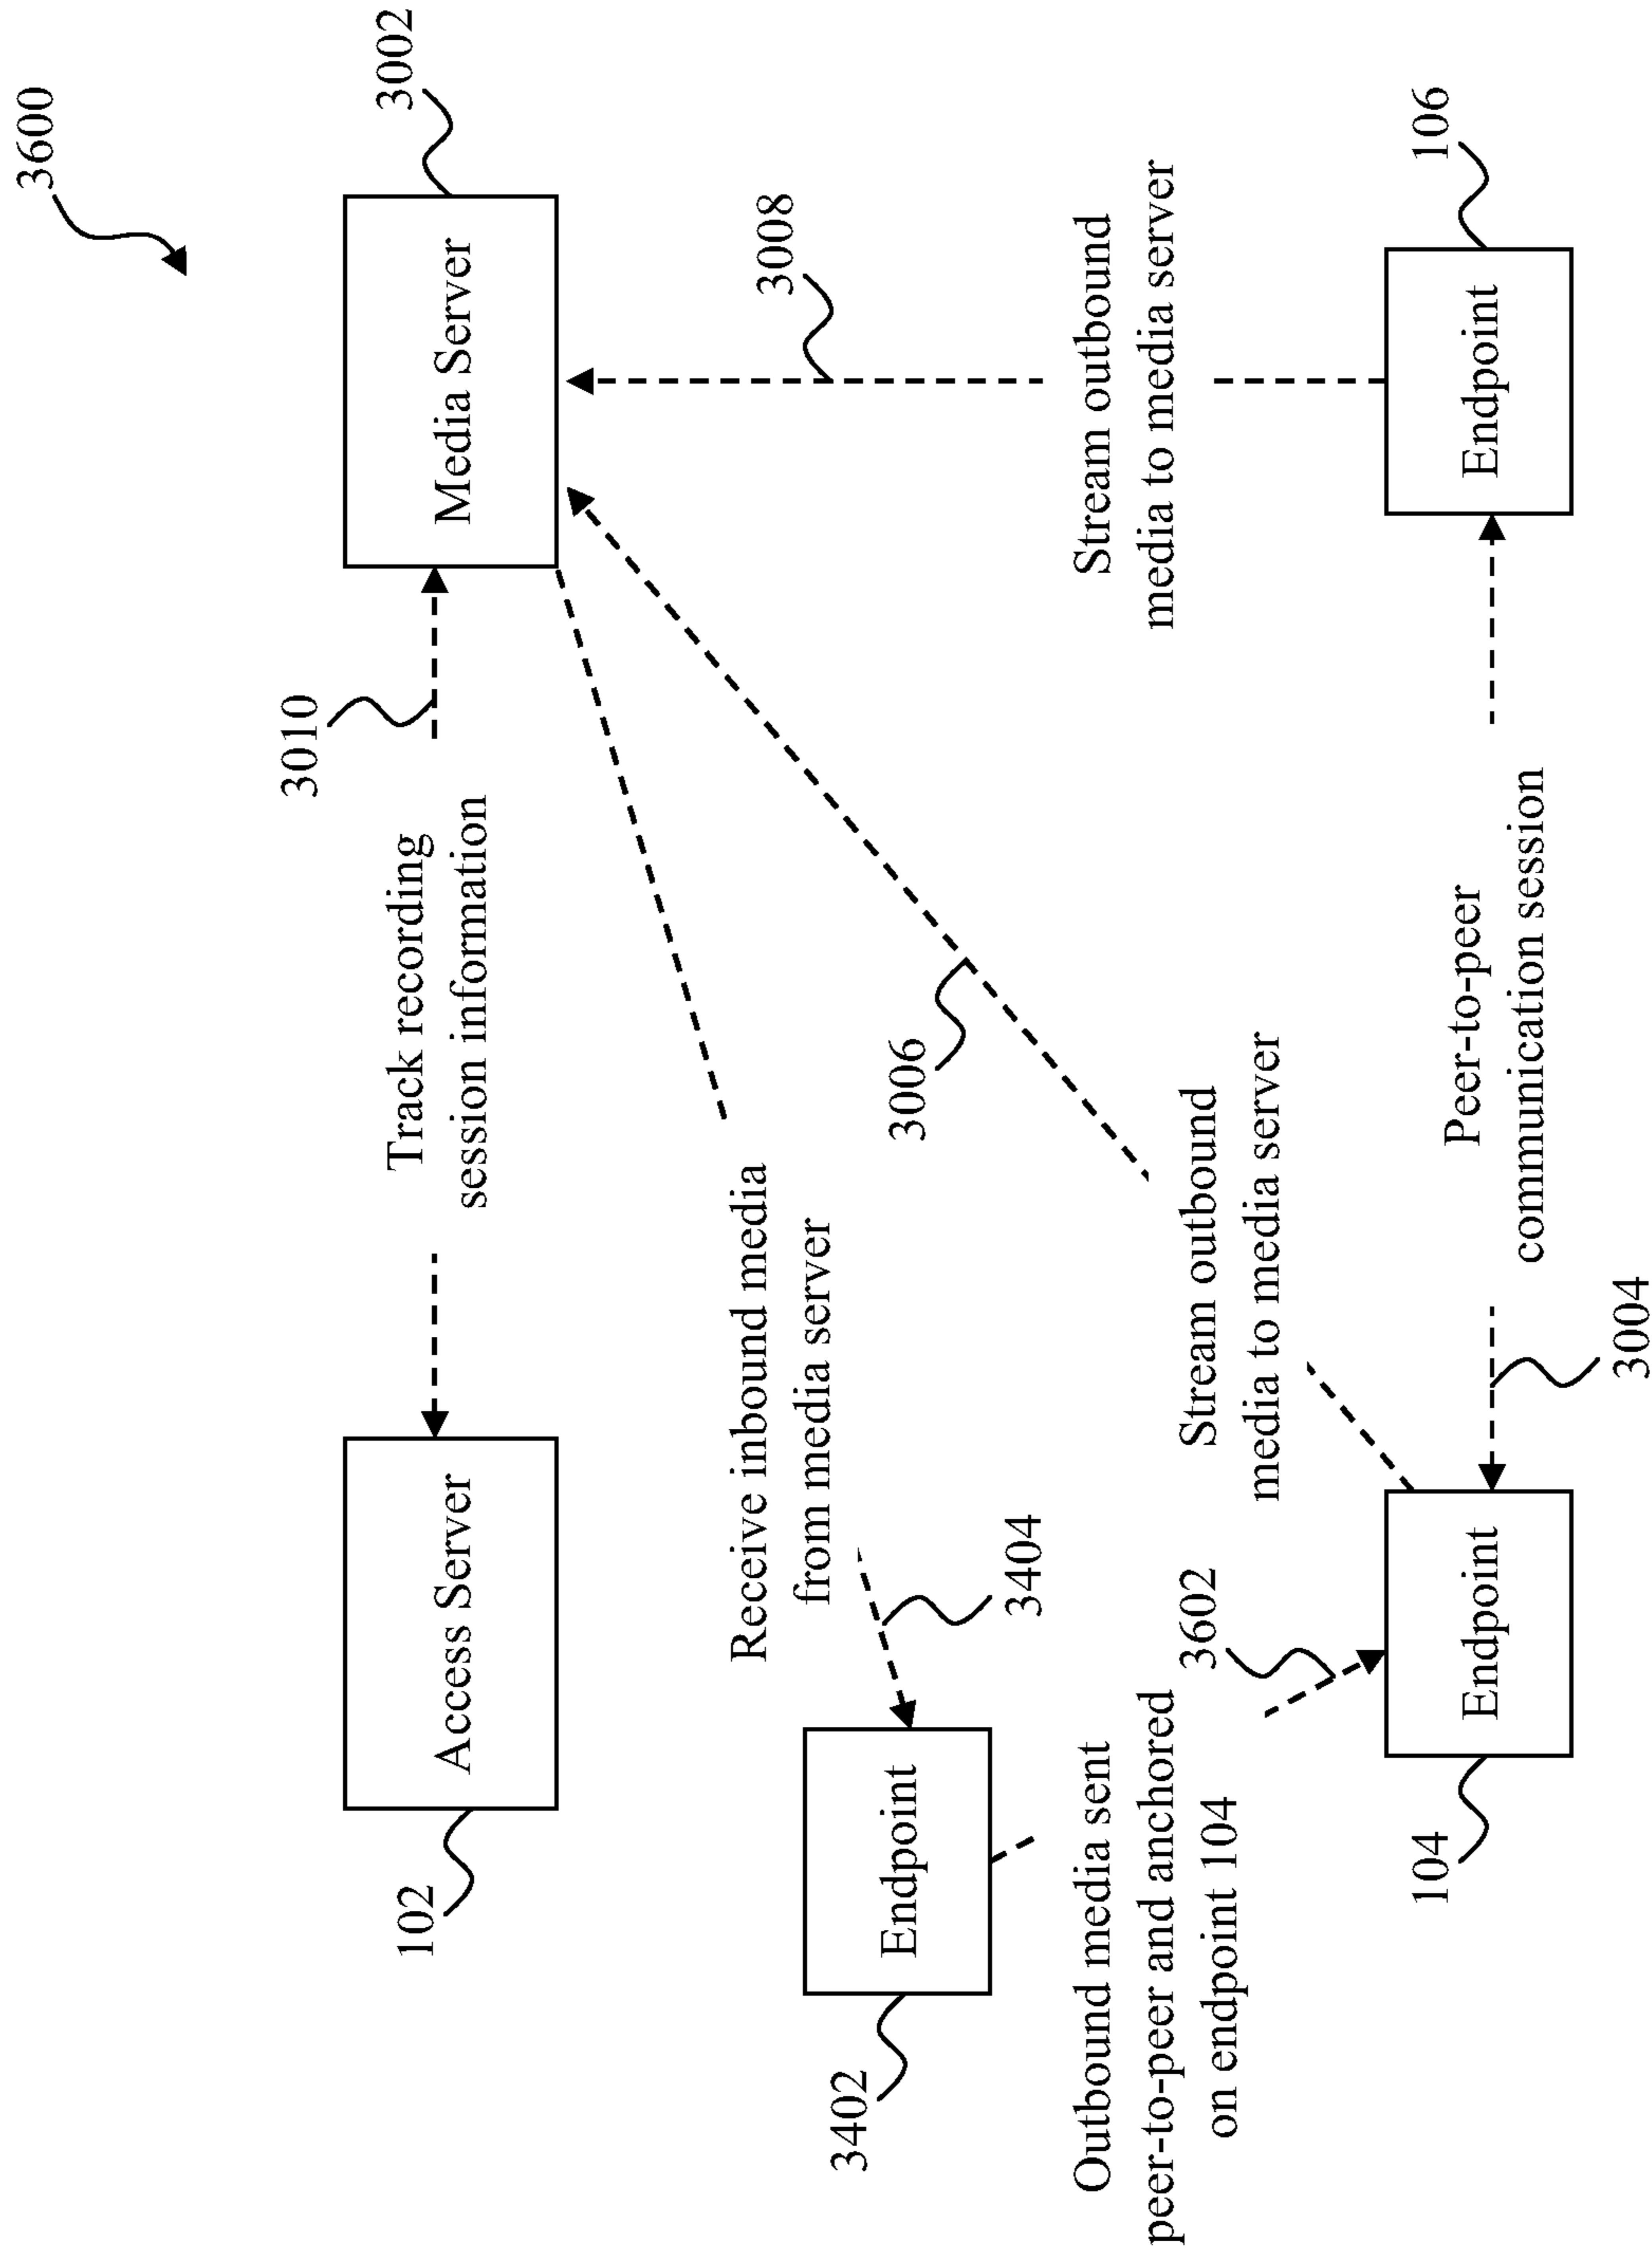 3600
102
Access Server
Track recording
session information
3010
Media Server
3002
3402
Endpoint
3404
Receive inbound media
from media server
3006
3008
Outbound media sent
peer-to-peer and anchored
on endpoint 104
3602
Stream outbound
media to media server
Stream outbound
media to media server
104
Endpoint
3004
Peer-to-peer
communication session
Endpoint
106